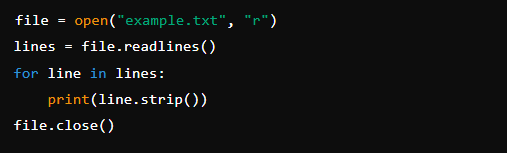 file = open("example.txt", "r")
lines = file.readlines()
for line in lines:
    print(line.strip())
file.close()